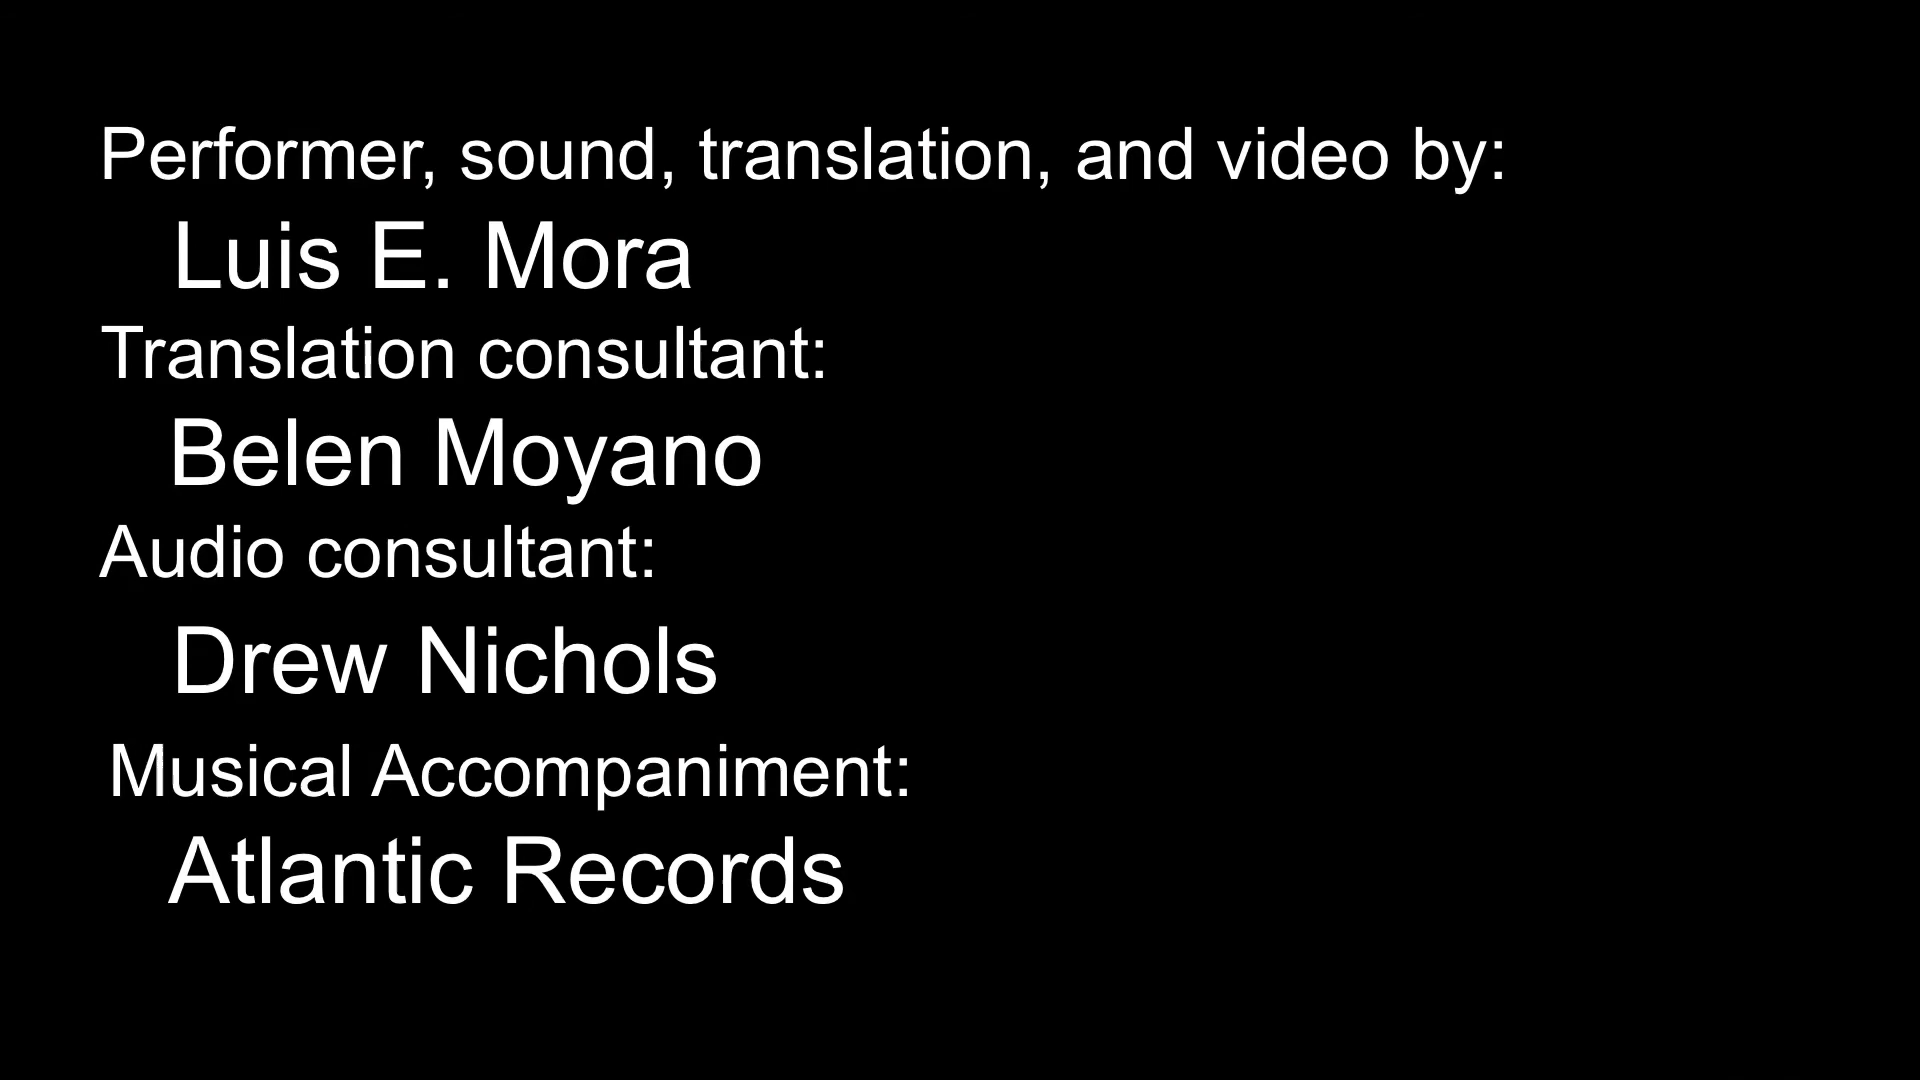 Performer, sound, translation, and video by:
Luis E. Mora
Translation consultant:
Belen Moyano
Audio consultant:
Drew Nichols
Musical Accompaniment:
Atlantic Records